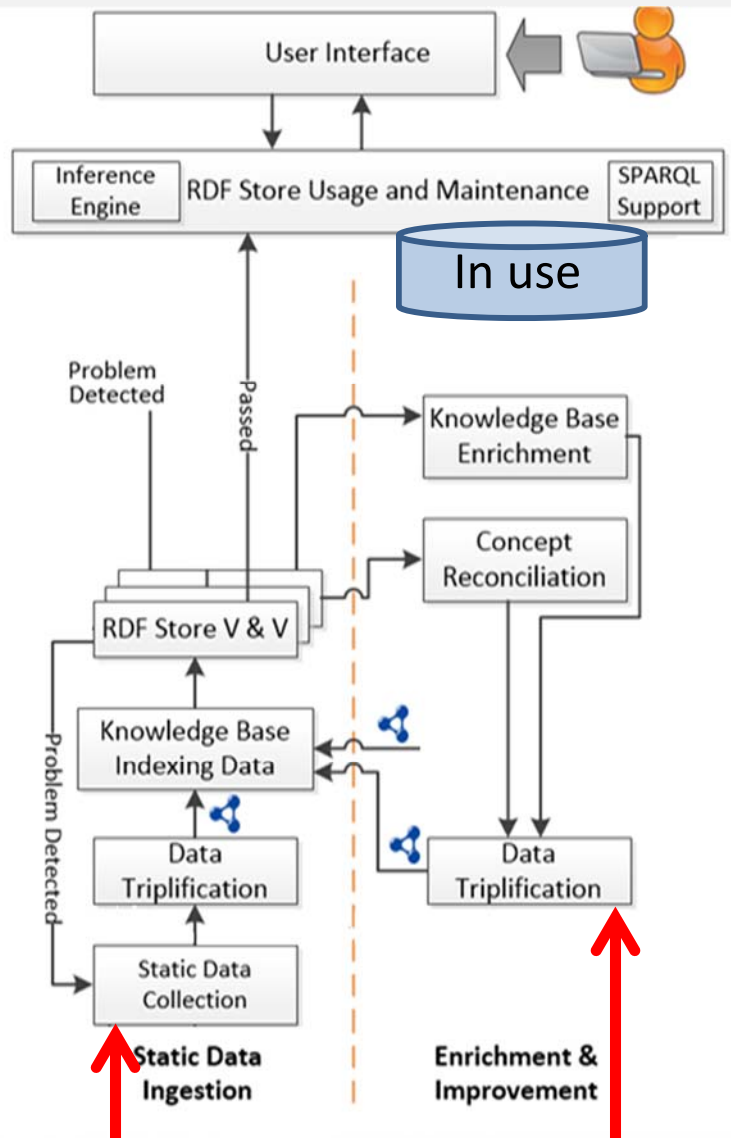 User Interface
Inference
Engine
RDF Store Usage and Maintenance
SPARQL
Support
In use
Problem
Detected
Passed
Knowledge Base
Enrichment
Concept
Reconciliation
RDF Store V & V
Knowledge Base
Indexing Data
Problem Detected
Data
Triplification
Data
Triplification
Static Data
Collection
Static Data
Ingestion
Enrichment &
Improvement